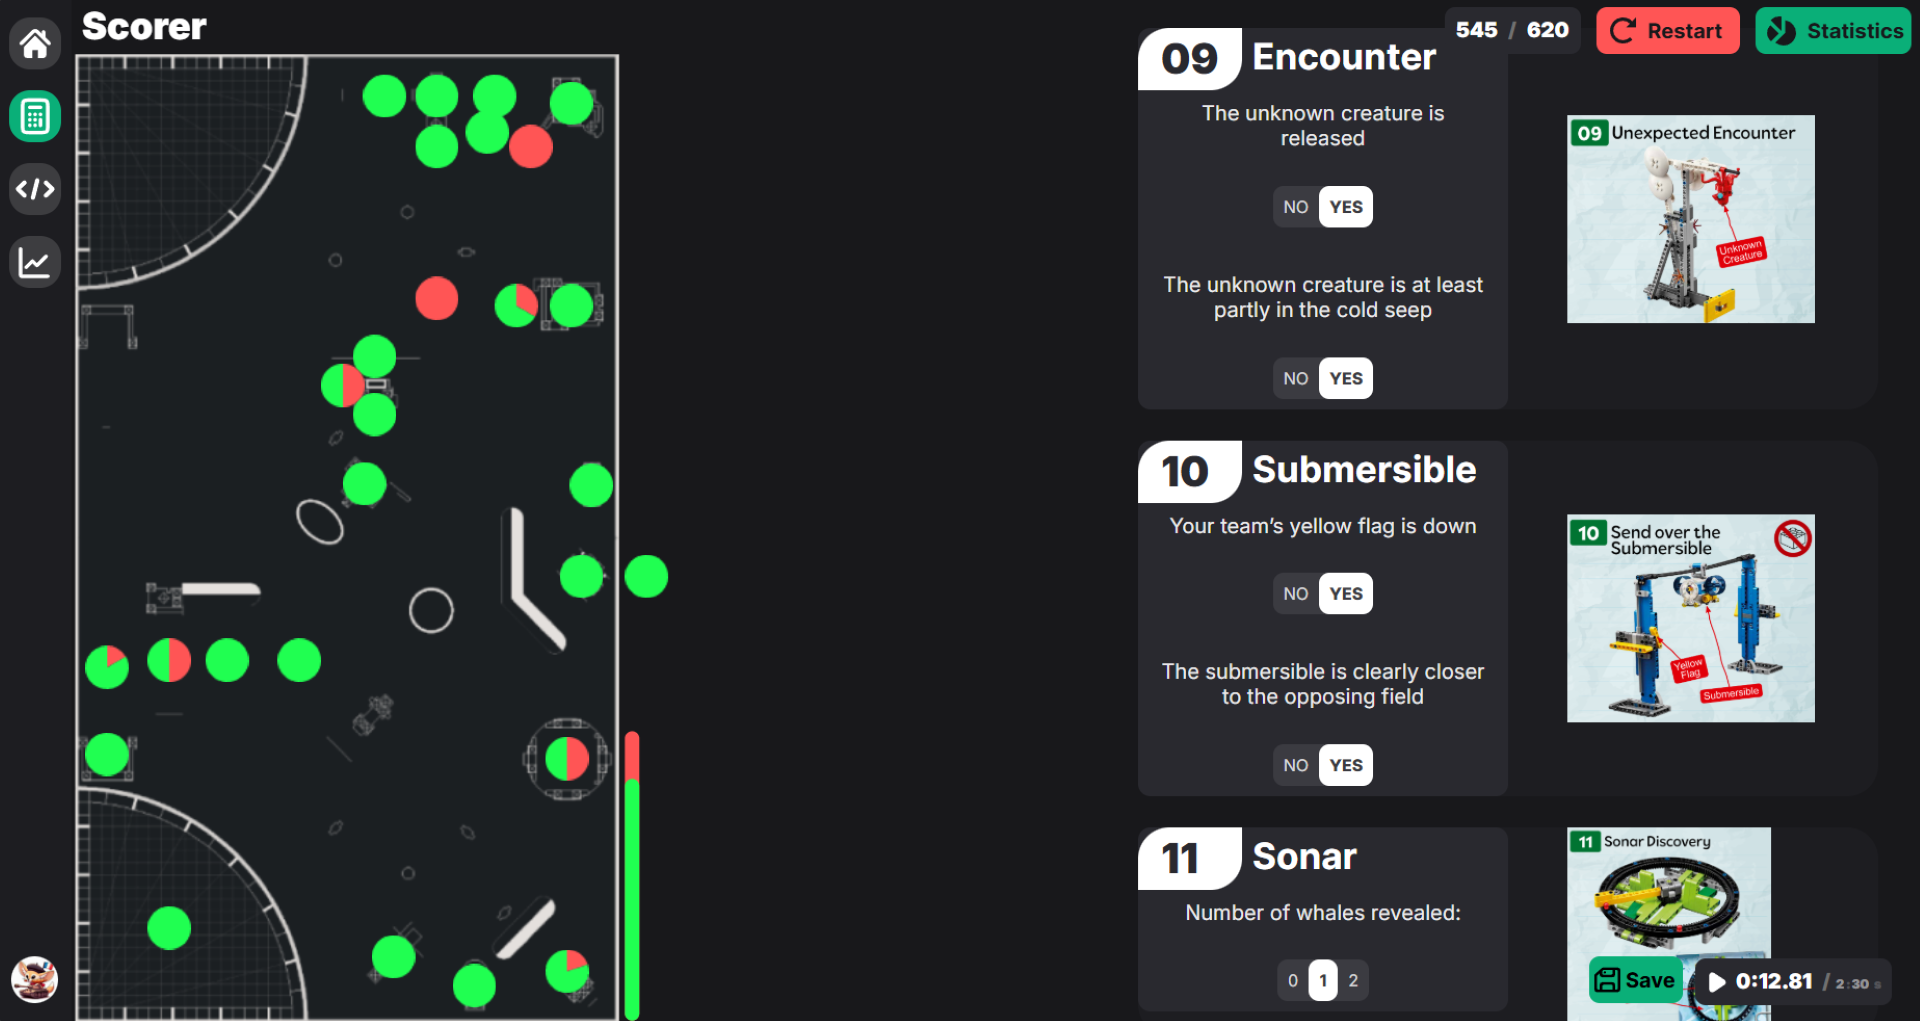 Scorer
545 / 620
Restart
Statistics
09 Encounter
The unknown creature is
released
NO YES
The unknown creature is at least
partly in the cold seep
NO YES
09 Unexpected Encounter
Unknown
Creature
10 Submersible
Your team’s yellow flag is down
NO YES
The submersible is clearly closer
to the opposing field
NO YES
10 Send over the
Submersible
Yellow
Flag
Submersible
11 Sonar
Number of whales revealed:
0 1 2
11 Sonar Discovery
Save
0:12.81 / 2:30 s